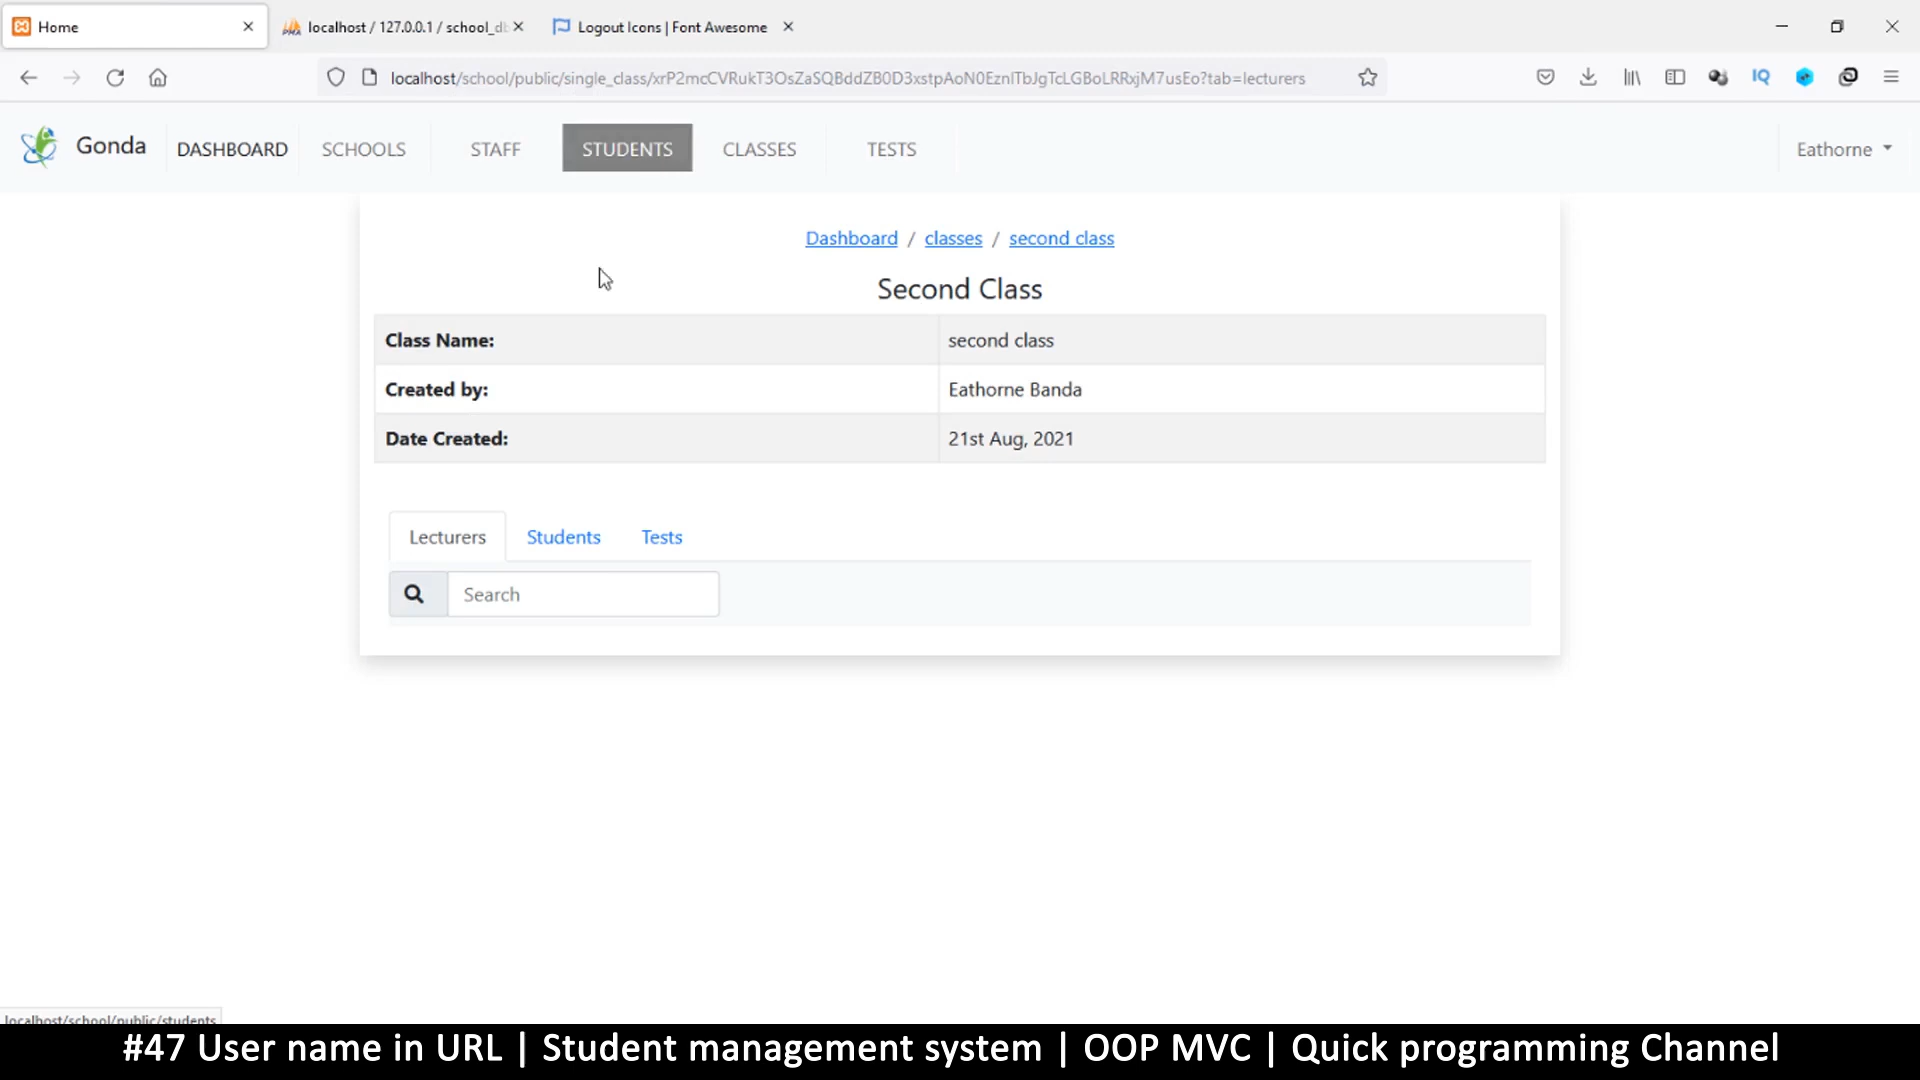 Home
localhost / 127.0.0.1 / school_db
Logout Icons | Font Awesome
localhost/school/public/single_class/xrP2mcCVRukT3OsZaSQBddZB0D3xstpAoN0EznITbJgTcLGBoLRRxjM7usEo?tab=lecturers
IQ
Gonda
DASHBOARD
SCHOOLS
STAFF
STUDENTS
CLASSES
TESTS
Eathorne
Dashboard / classes / second class
Second Class
Class Name: second class
Created by: Eathorne Banda
Date Created: 21st Aug, 2021
Lecturers
Students
Tests
Search
localhost/school/public/students
#47 User name in URL | Student management system | OOP MVC | Quick programming Channel